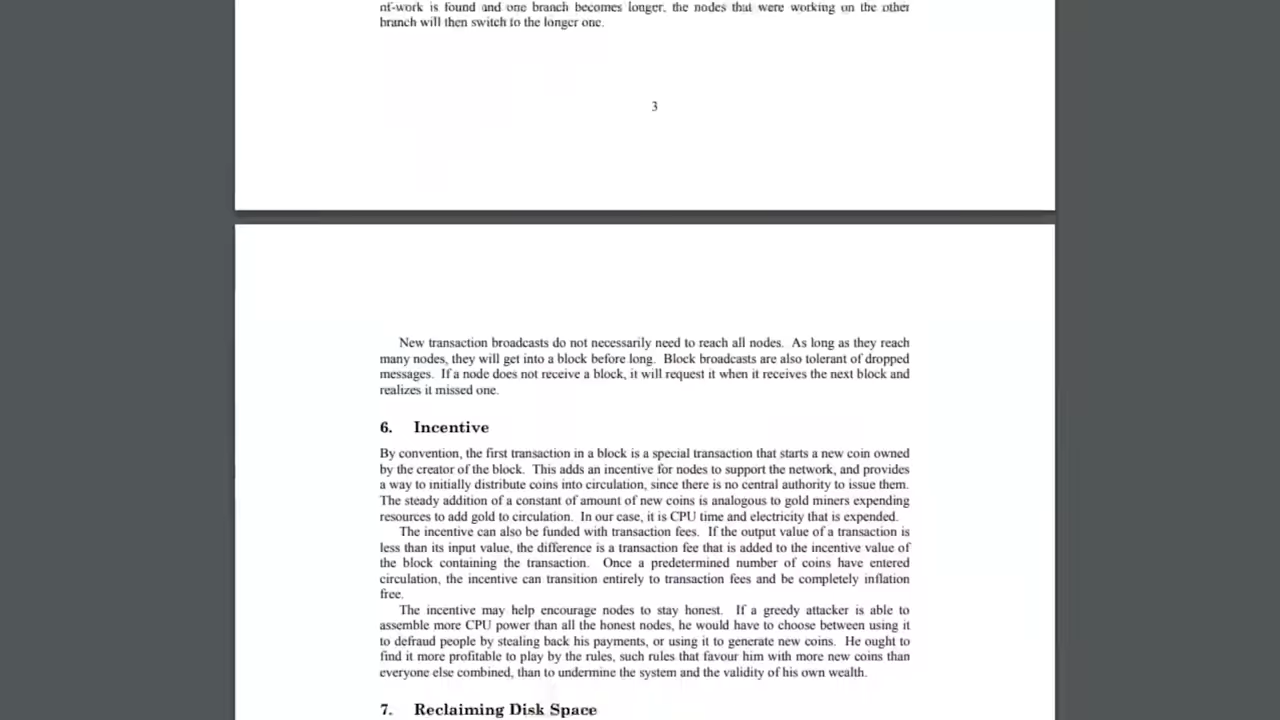 of-work is found and one branch becomes longer, the nodes that were working on the other
branch will then switch to the longer one.
3
New transaction broadcasts do not necessarily need to reach all nodes. As long as they reach
many nodes, they will get into a block before long. Block broadcasts are also tolerant of dropped
messages. If a node does not receive a block, it will request it when it receives the next block and
realizes it missed one.
6. Incentive
By convention, the first transaction in a block is a special transaction that starts a new coin owned
by the creator of the block. This adds an incentive for nodes to support the network, and provides
a way to initially distribute coins into circulation, since there is no central authority to issue them.
The steady addition of a constant of amount of new coins is analogous to gold miners expending
resources to add gold to circulation. In our case, it is CPU time and electricity that is expended.
The incentive can also be funded with transaction fees. If the output value of a transaction is
less than its input value, the difference is a transaction fee that is added to the incentive value of
the block containing the transaction. Once a predetermined number of coins have entered
circulation, the incentive can transition entirely to transaction fees and be completely inflation
free.
The incentive may help encourage nodes to stay honest. If a greedy attacker is able to
assemble more CPU power than all the honest nodes, he would have to choose between using it
to defraud people by stealing back his payments, or using it to generate new coins. He ought to
find it more profitable to play by the rules, such rules that favour him with more new coins than
everyone else combined, than to undermine the system and the validity of his own wealth.
7. Reclaiming Disk Space